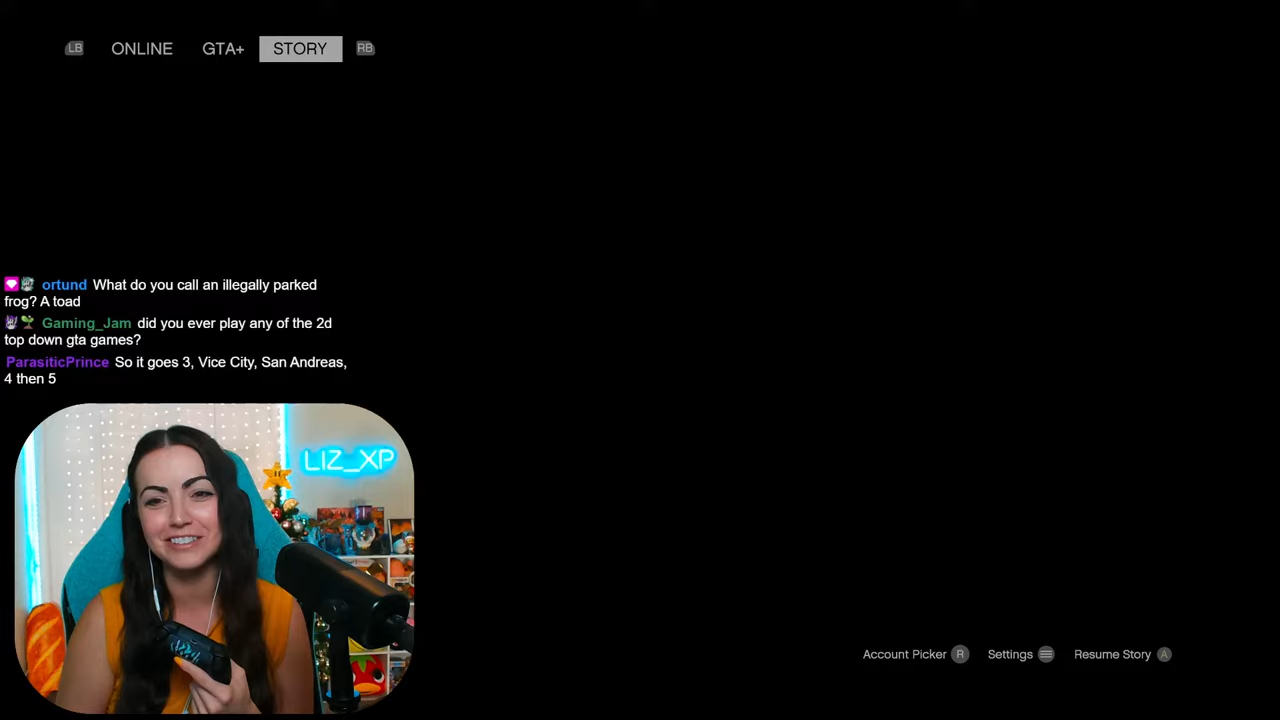 LB ONLINE GTA+ STORY RB
ortund What do you call an illegally parked
frog? A toad
Gaming_Jam did you ever play any of the 2d
top down gta games?
ParasiticPrince So it goes 3, Vice City, San Andreas,
4 then 5
LIZ_XP
Account Picker R Settings Resume Story A